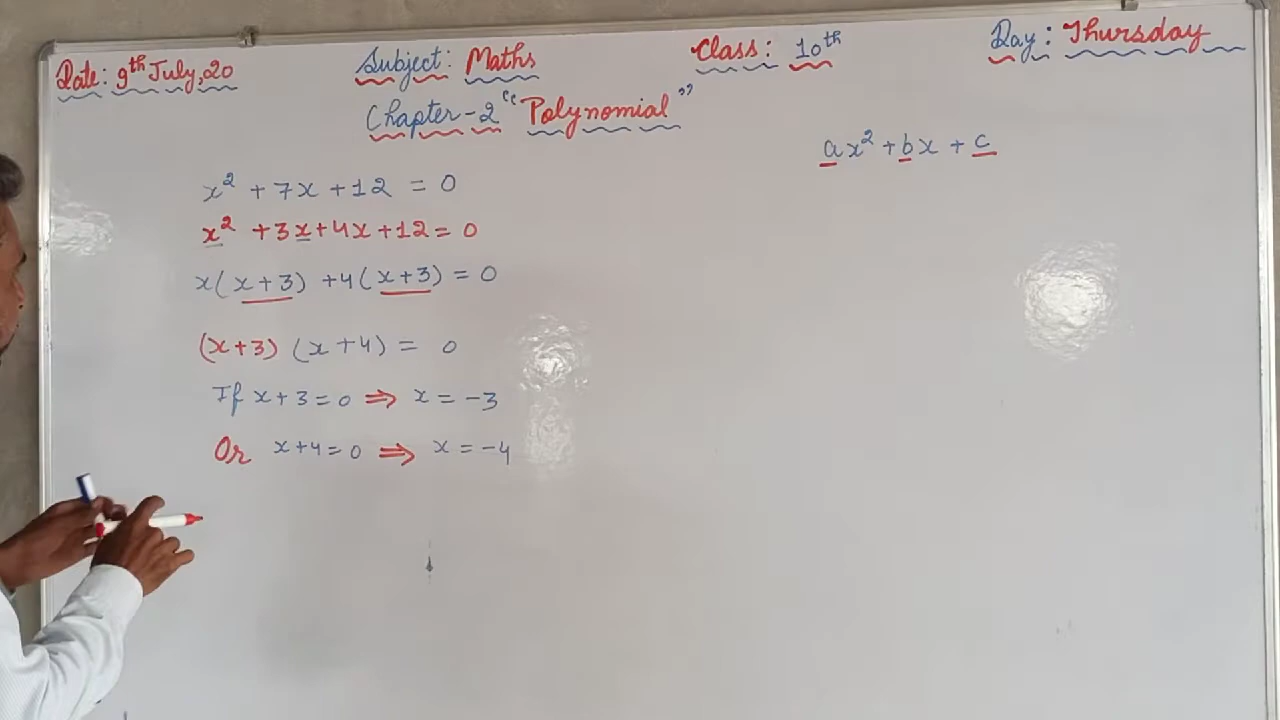 Date: 9th July,20 Subject: Maths Class: 10th Day: Thursday
Chapter-2 "Polynomial"
ax² + bx + c
x² + 7x + 12 = 0
x² + 3x + 4x + 12 = 0
x(x+3) + 4(x+3) = 0
(x+3) (x+4) = 0
If x + 3 = 0 ⇒ x = -3
Or x+4 = 0 ⇒ x = -4